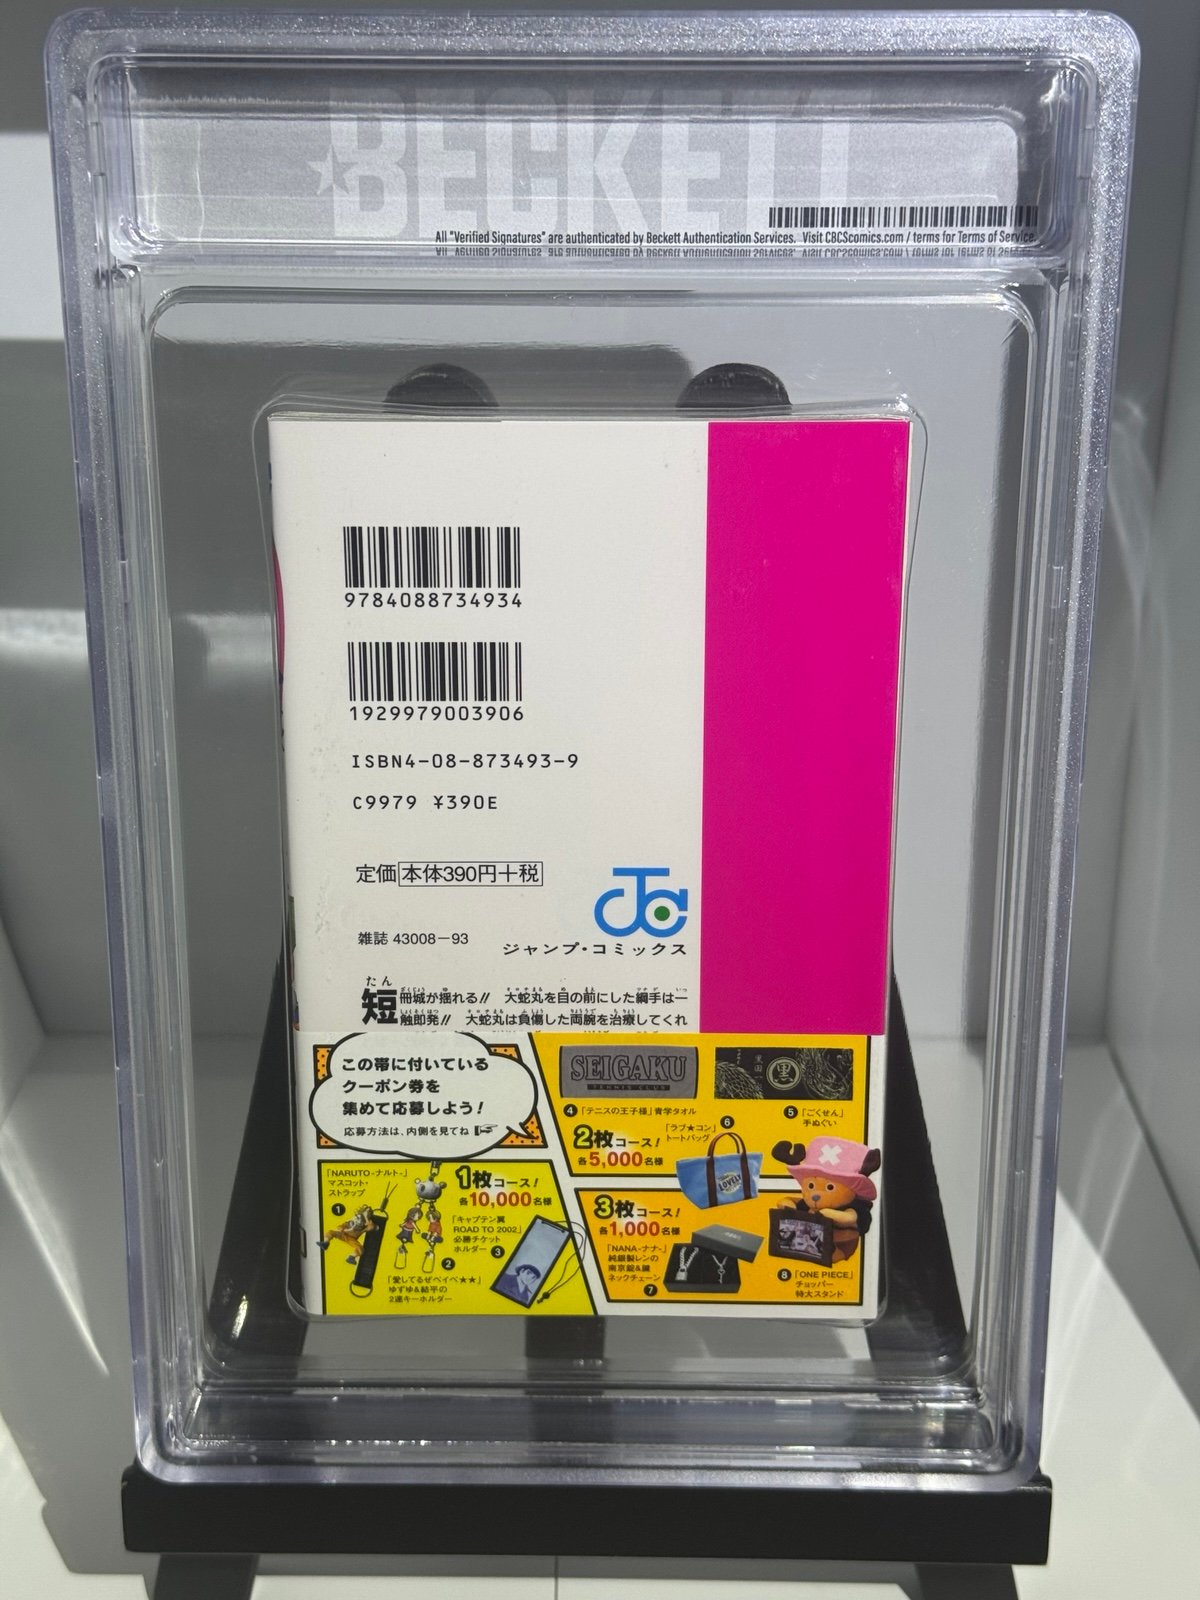 BECKETT
All "Verified Signatures" are authenticated by Beckett Authentication Services. Visit CBCScomics.com / terms for Terms of Service.
9784088734934
1929979003906
ISBN4-08-873493-9
C9979 ¥390E
定価 本体390円+税
雑誌 43008-93
ジャンプ・コミックス
短冊城が揺れる!! 大蛇丸を目の前にした綱手は一
触即発!! 大蛇丸は負傷した両腕を治療してくれ
この帯に付いている
クーポン券を
集めて応募しよう!
応募方法は、内側を見てね
SEIGAKU
TENNIS CLUB
4 「テニスの王子様」青学タオル
黒
5 「ごくせん」
手ぬぐい
2枚コース!
各5,000名様
「ラブ★コン」
トートバッグ
6
LOVELY
「NARUTO-ナルト-」
マスコット・
ストラップ
1
1枚コース!
各10,000名様
「キャプテン翼
ROAD TO 2002」
必勝チケット
ホルダー 3
2
「愛してるぜベイベ★★」
ゆずゆ&結平の
2連キーホルダー
3枚コース!
各1,000名様
「NANA-ナナ-」
純銀製レンの
南京錠&鍵
ネックチェーン
7
8 「ONE PIECE」
チョッパー
特大スタンド